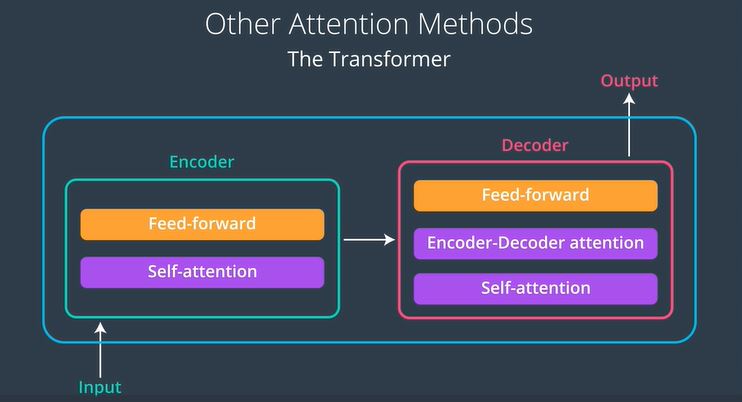 Other Attention Methods
The Transformer
Output
Decoder
Encoder
Feed-forward
Encoder-Decoder attention
Self-attention
Feed-forward
Self-attention
Input